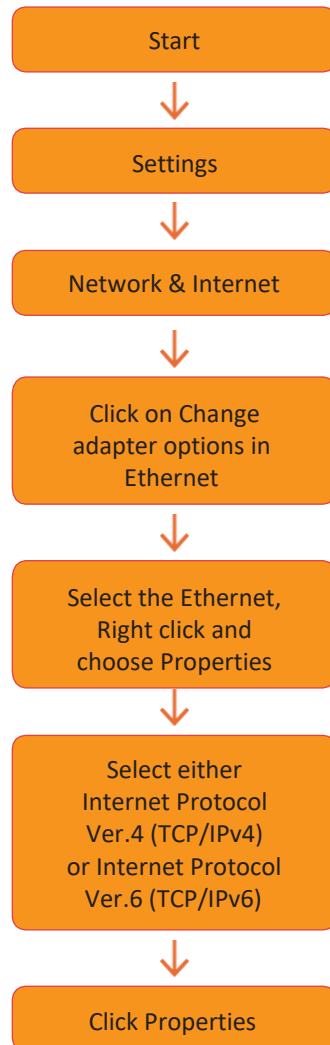 Start
Settings
Network & Internet
Click on Change
adapter options in
Ethernet
Select the Ethernet,
Right click and
choose Properties
Select either
Internet Protocol
Ver.4 (TCP/IPv4)
or Internet Protocol
Ver.6 (TCP/IPv6)
Click Properties